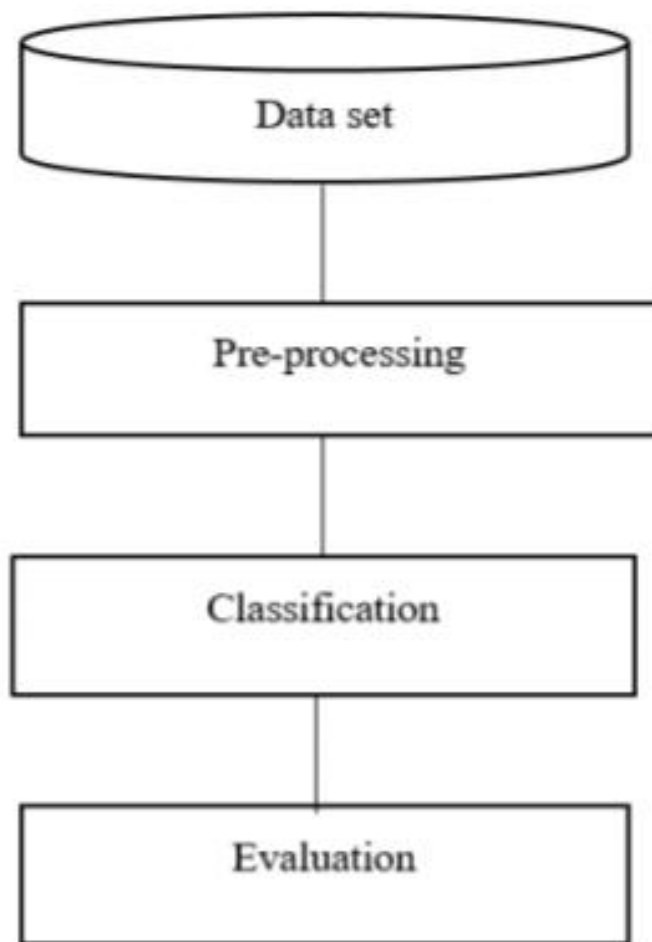 Data set
Pre-processing
Classification
Evaluation